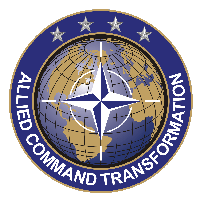 ALLIED COMMAND TRANSFORMATION